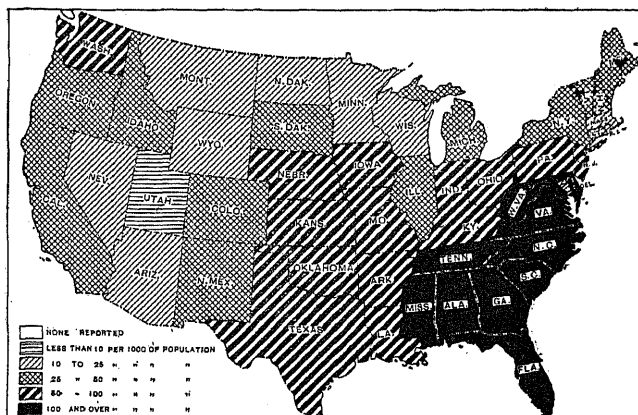 WASH.
MONT.
N. DAK.
MINN.
OREGON
IDAHO
S. DAK.
WIS.
MICH.
N.Y.
WYO.
NEBR.
IOWA
PA.
NEV.
UTAH
COLO.
ILL.
IND.
OHIO
CAL.
KANS.
MO.
KY.
W.VA.
VA.
N.C.
ARIZ.
N. MEX.
OKLAHOMA
ARK.
TENN.
S.C.
TEXAS
LA.
MISS.
ALA.
GA.
FLA.
NONE REPORTED
LESS THAN 10 PER 1000 OF POPULATION
10 TO 25 " " " "
25 " 50 " " " "
50 " 100 " " " "
100 AND OVER " " " "